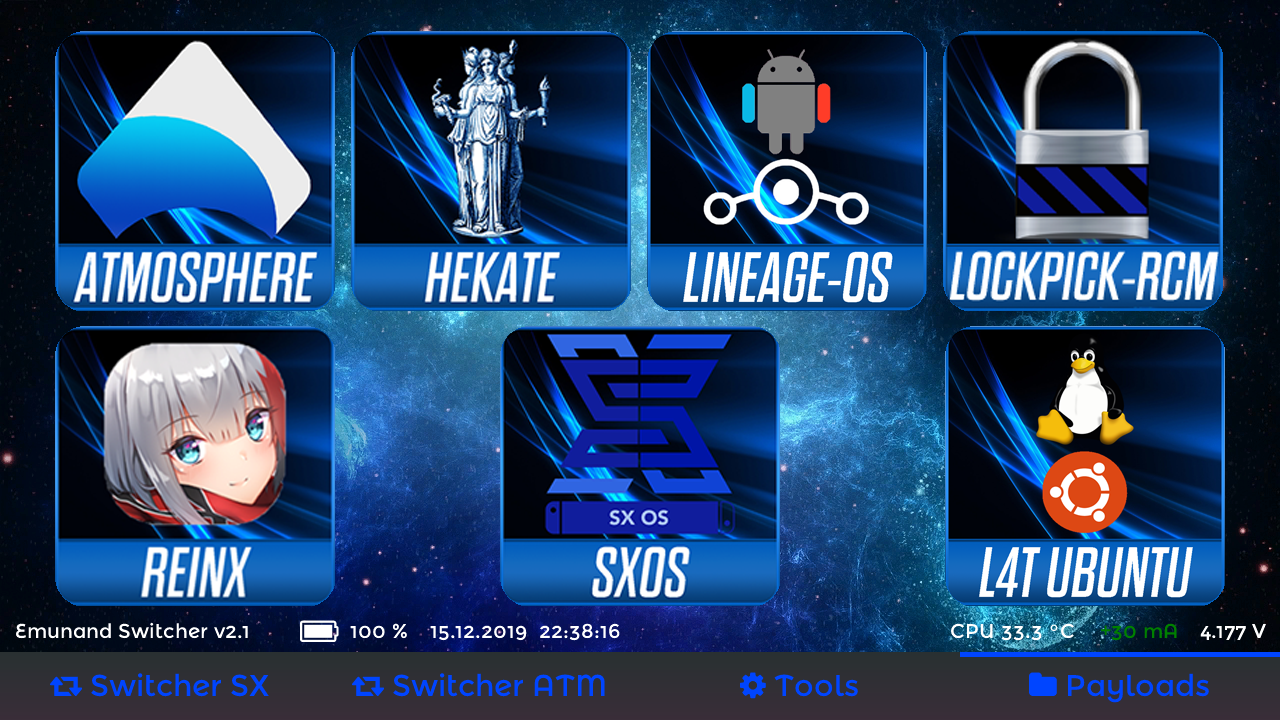 ATMOSPHERE HEKATE LINEAGE-OS LOCKPICK-RCM
SX OS
REINX SXOS L4T UBUNTU
Emunand Switcher v2.1 100 % 15.12.2019 22:38:16 CPU 33.3 °C +30 mA 4.177 V
Switcher SX Switcher ATM Tools Payloads